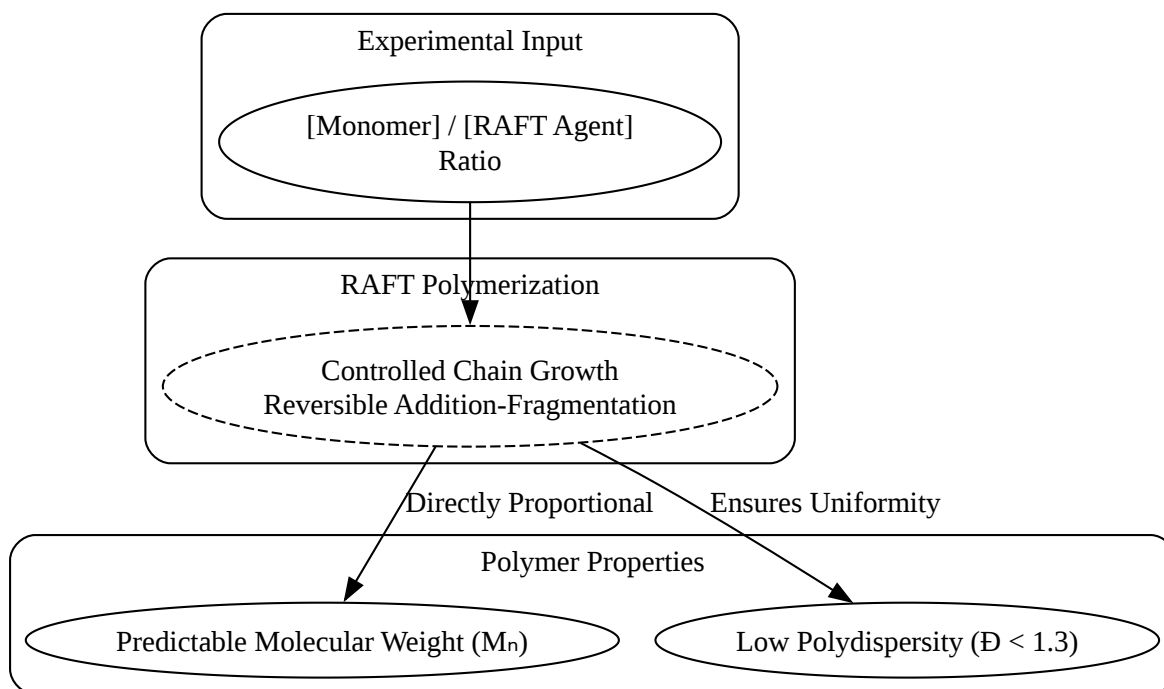 Experimental Input
[Monomer] / [RAFT Agent]
Ratio
RAFT Polymerization
Controlled Chain Growth
Reversible Addition-Fragmentation
Directly Proportional
Ensures Uniformity
Polymer Properties
Predictable Molecular Weight (Mₙ)
Low Polydispersity (Đ < 1.3)